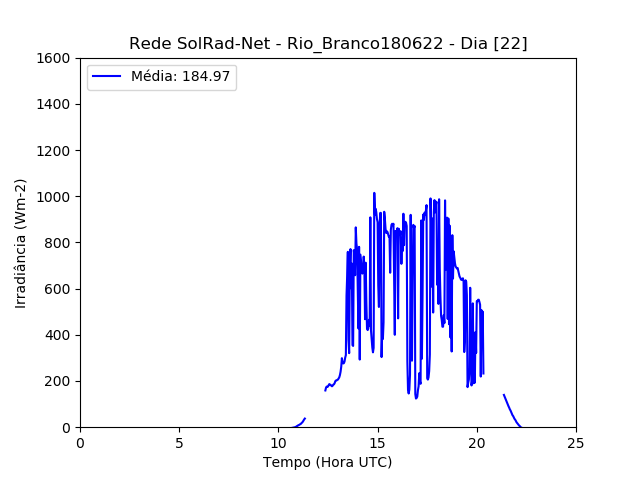 Rede SolRad-Net - Rio_Branco180622 - Dia [22]
Média: 184.97
1600
1400
1200
1000
800
600
400
200
0
Irradiância (Wm-2)
0 5 10 15 20 25
Tempo (Hora UTC)